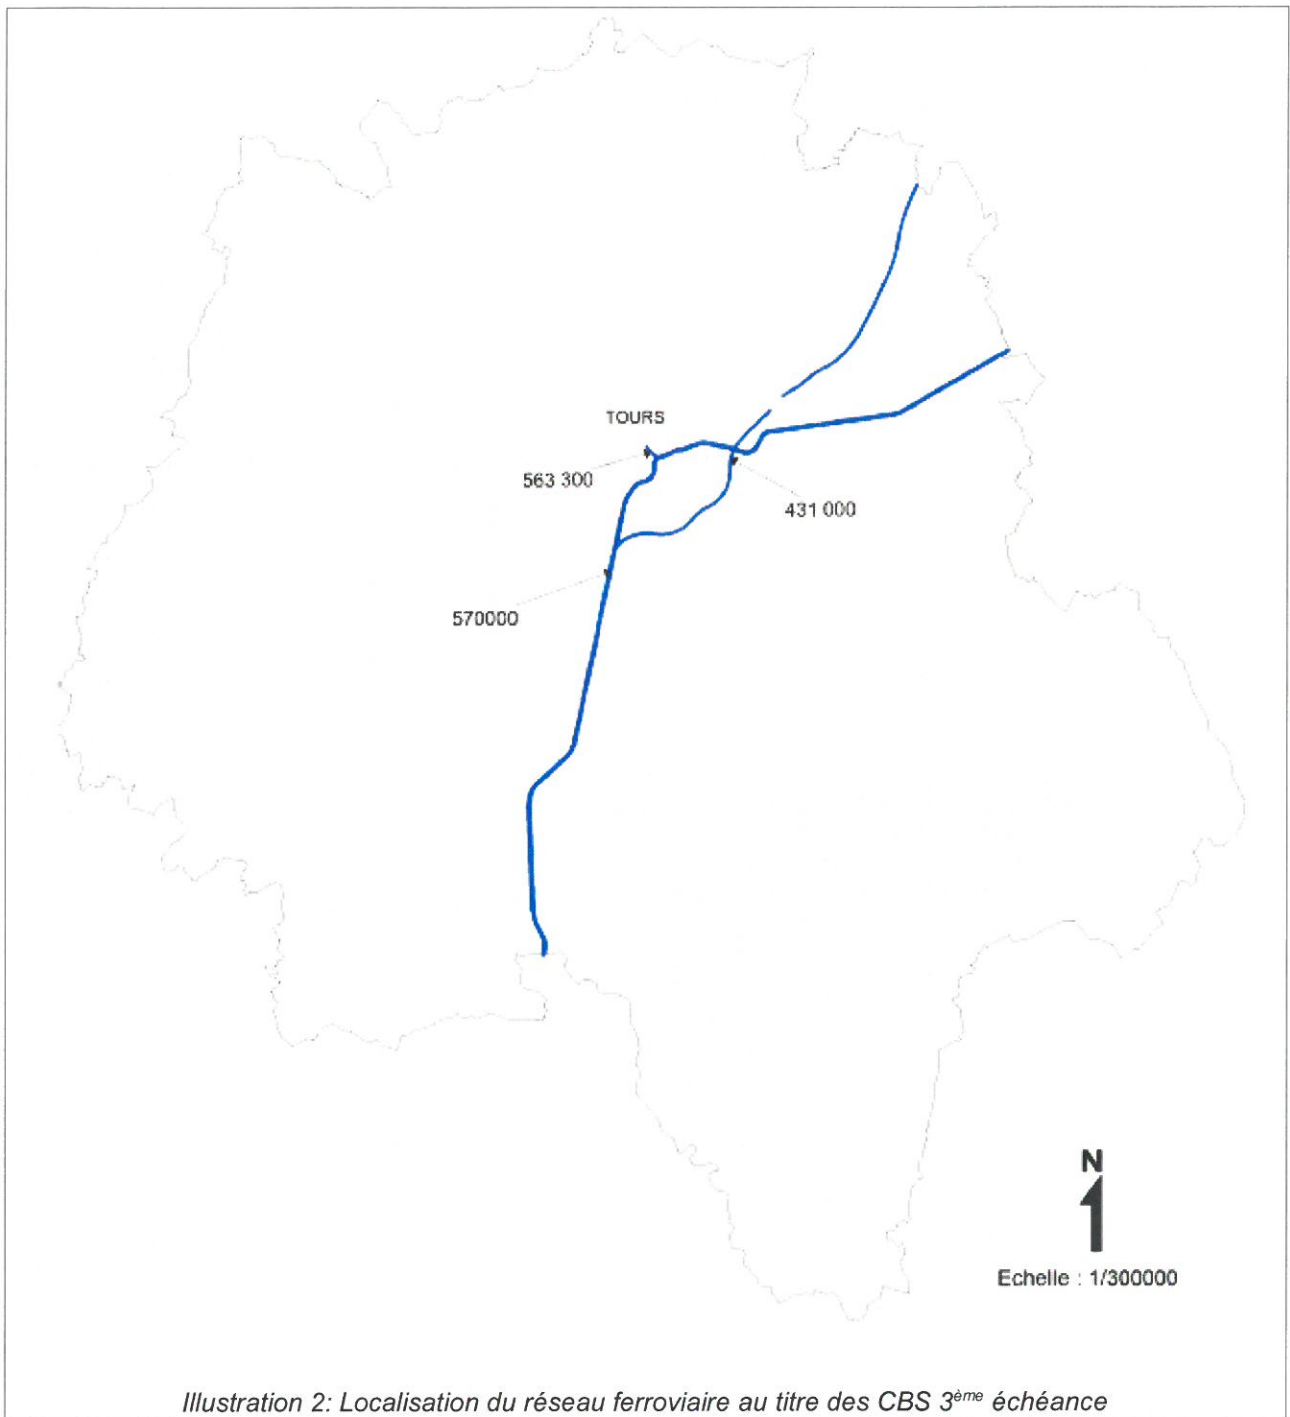 TOURS
563 300
431 000
570000
N
Echelle : 1/300000
Illustration 2: Localisation du réseau ferroviaire au titre des CBS 3ème échéance